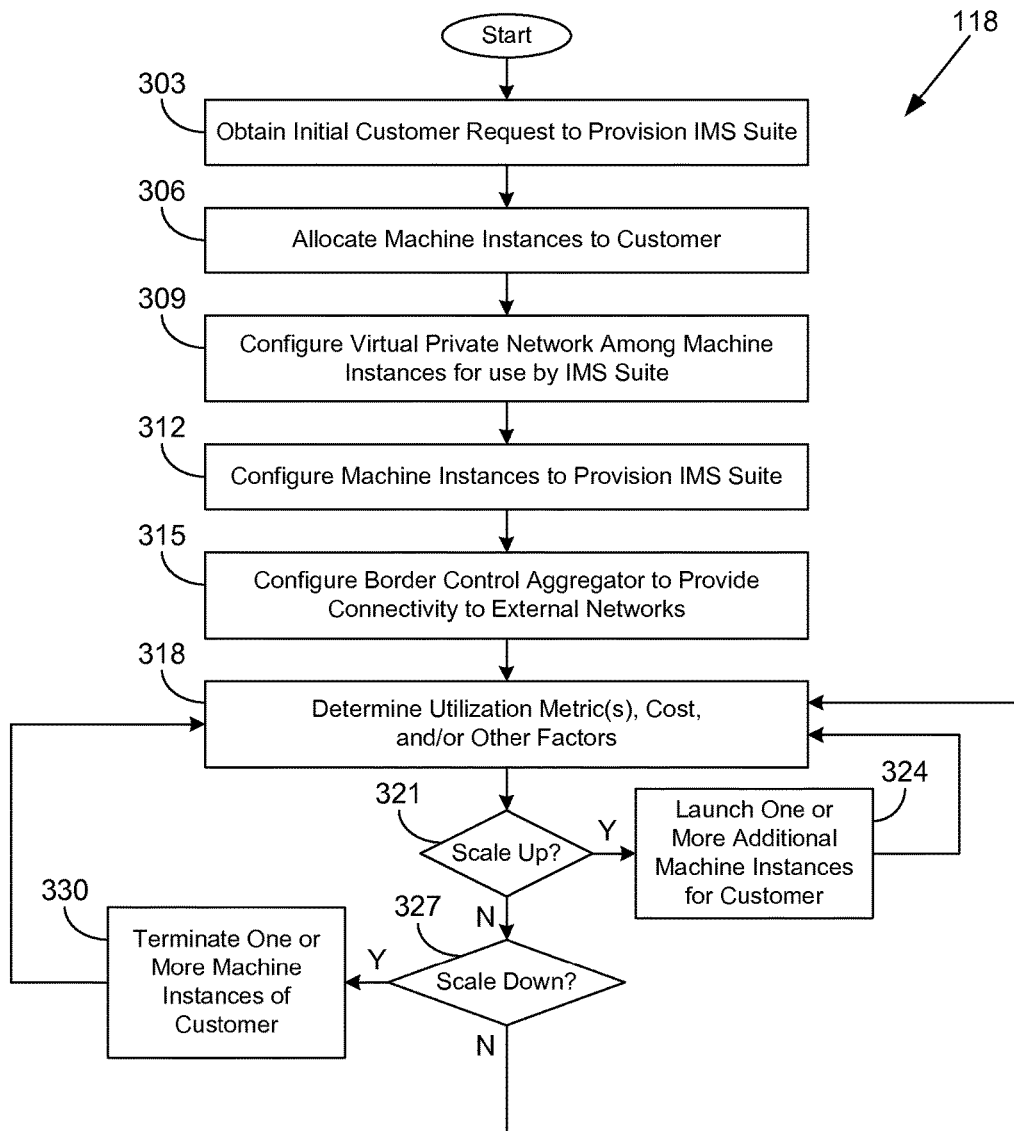 118
Start
303
Obtain Initial Customer Request to Provision IMS Suite
306
Allocate Machine Instances to Customer
309
Configure Virtual Private Network Among Machine
Instances for use by IMS Suite
312
Configure Machine Instances to Provision IMS Suite
315
Configure Border Control Aggregator to Provide
Connectivity to External Networks
318
Determine Utilization Metric(s), Cost,
and/or Other Factors
321
Scale Up?
Y
324
Launch One or
More Additional
Machine Instances
for Customer
N
327
Scale Down?
Y
330
Terminate One or
More Machine
Instances of
Customer
N